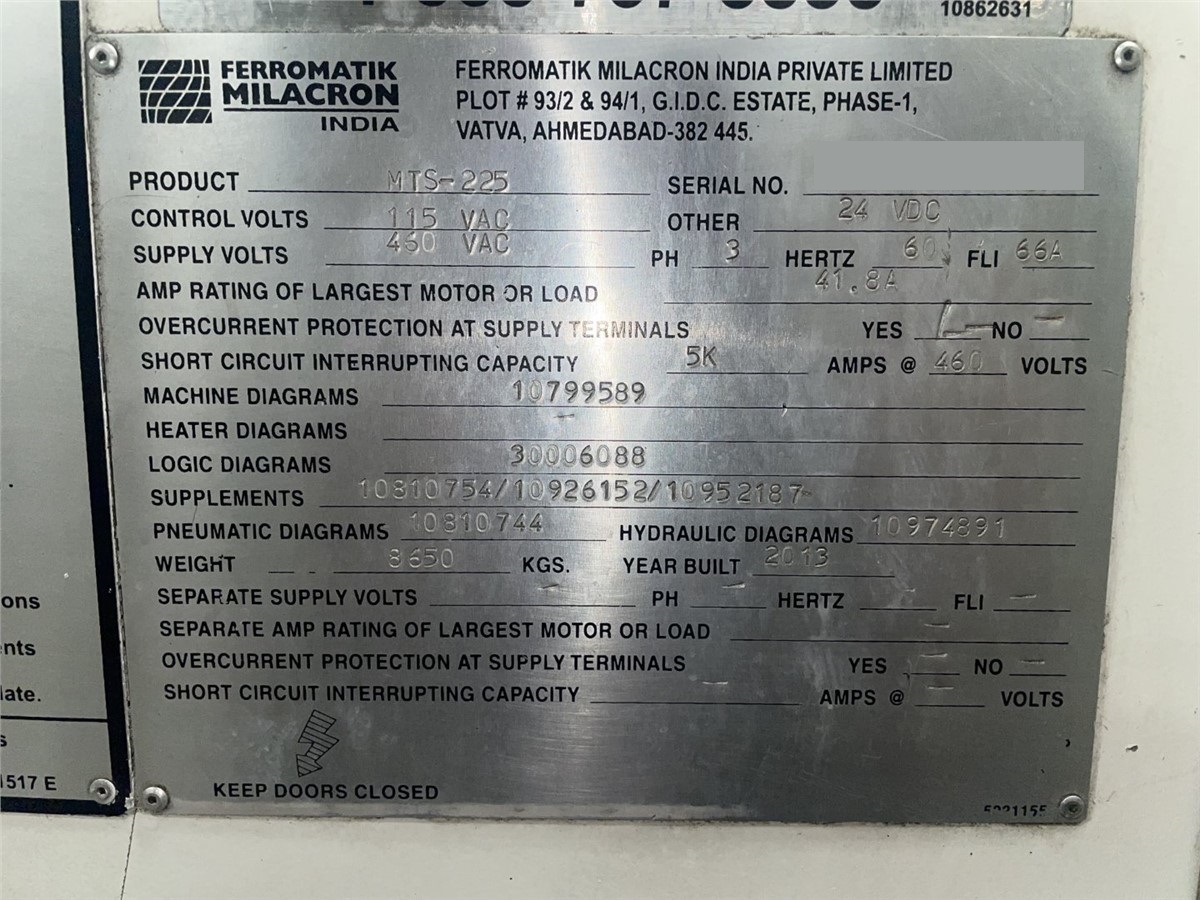 10862631
FERROMATIK
MILACRON
INDIA
FERROMATIK MILACRON INDIA PRIVATE LIMITED
PLOT # 93/2 & 94/1, G.I.D.C. ESTATE, PHASE-1,
VATVA, AHMEDABAD-382 445.
PRODUCT MTS-225 SERIAL NO.
CONTROL VOLTS 115 VAC OTHER 24 VDC
SUPPLY VOLTS 460 VAC PH 3 HERTZ 60 FLI 66A
AMP RATING OF LARGEST MOTOR OR LOAD 41.8A
OVERCURRENT PROTECTION AT SUPPLY TERMINALS YES NO —
SHORT CIRCUIT INTERRUPTING CAPACITY 5K AMPS @ 460 VOLTS
MACHINE DIAGRAMS 10799589
HEATER DIAGRAMS —
LOGIC DIAGRAMS 30006088
SUPPLEMENTS 10810754/10926152/10952187-
PNEUMATIC DIAGRAMS 10810744 HYDRAULIC DIAGRAMS 10974891
WEIGHT 8650 KGS. YEAR BUILT 2013
SEPARATE SUPPLY VOLTS — PH — HERTZ — FLI —
SEPARATE AMP RATING OF LARGEST MOTOR OR LOAD —
OVERCURRENT PROTECTION AT SUPPLY TERMINALS YES — NO —
SHORT CIRCUIT INTERRUPTING CAPACITY — AMPS @ — VOLTS
KEEP DOORS CLOSED
ons
nts
late.
s
1517 E